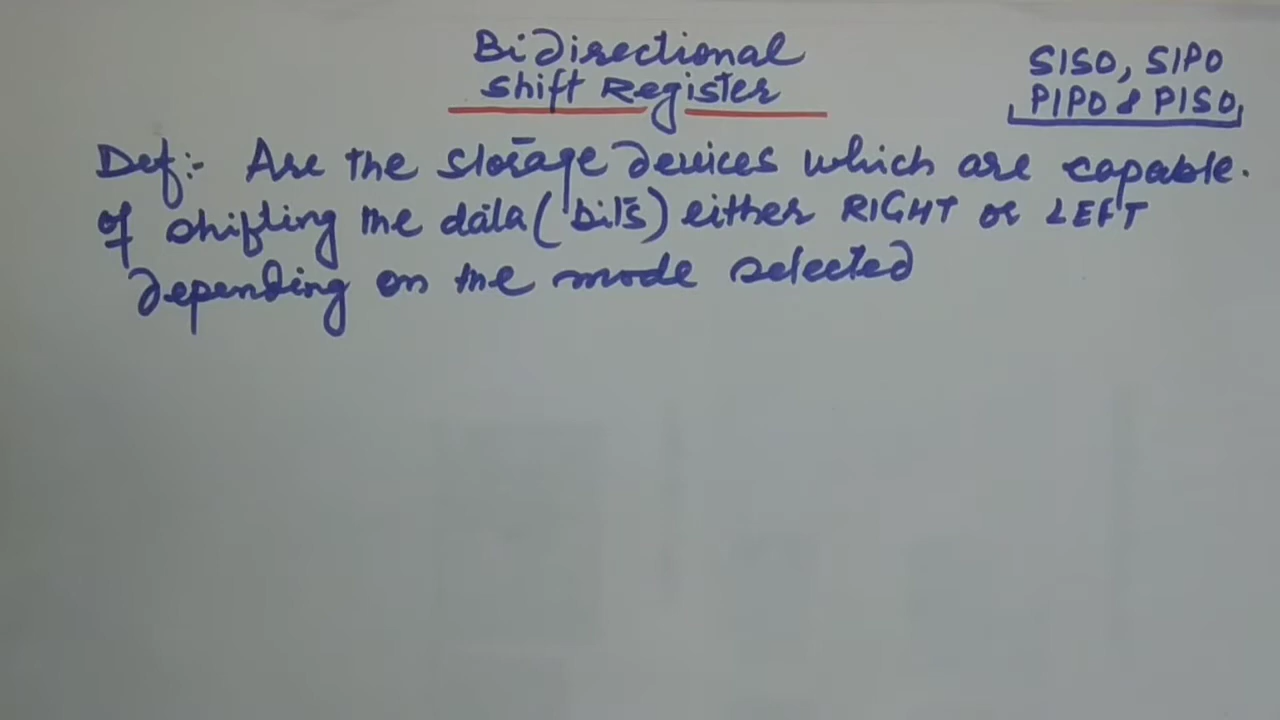 Bidirectional
Shift Register
SISO, SIPO
PIPO & PISO,
Def:- Are the storage devices which are capable.
of shifting the data (bits) either RIGHT or LEFT
depending on the mode selected